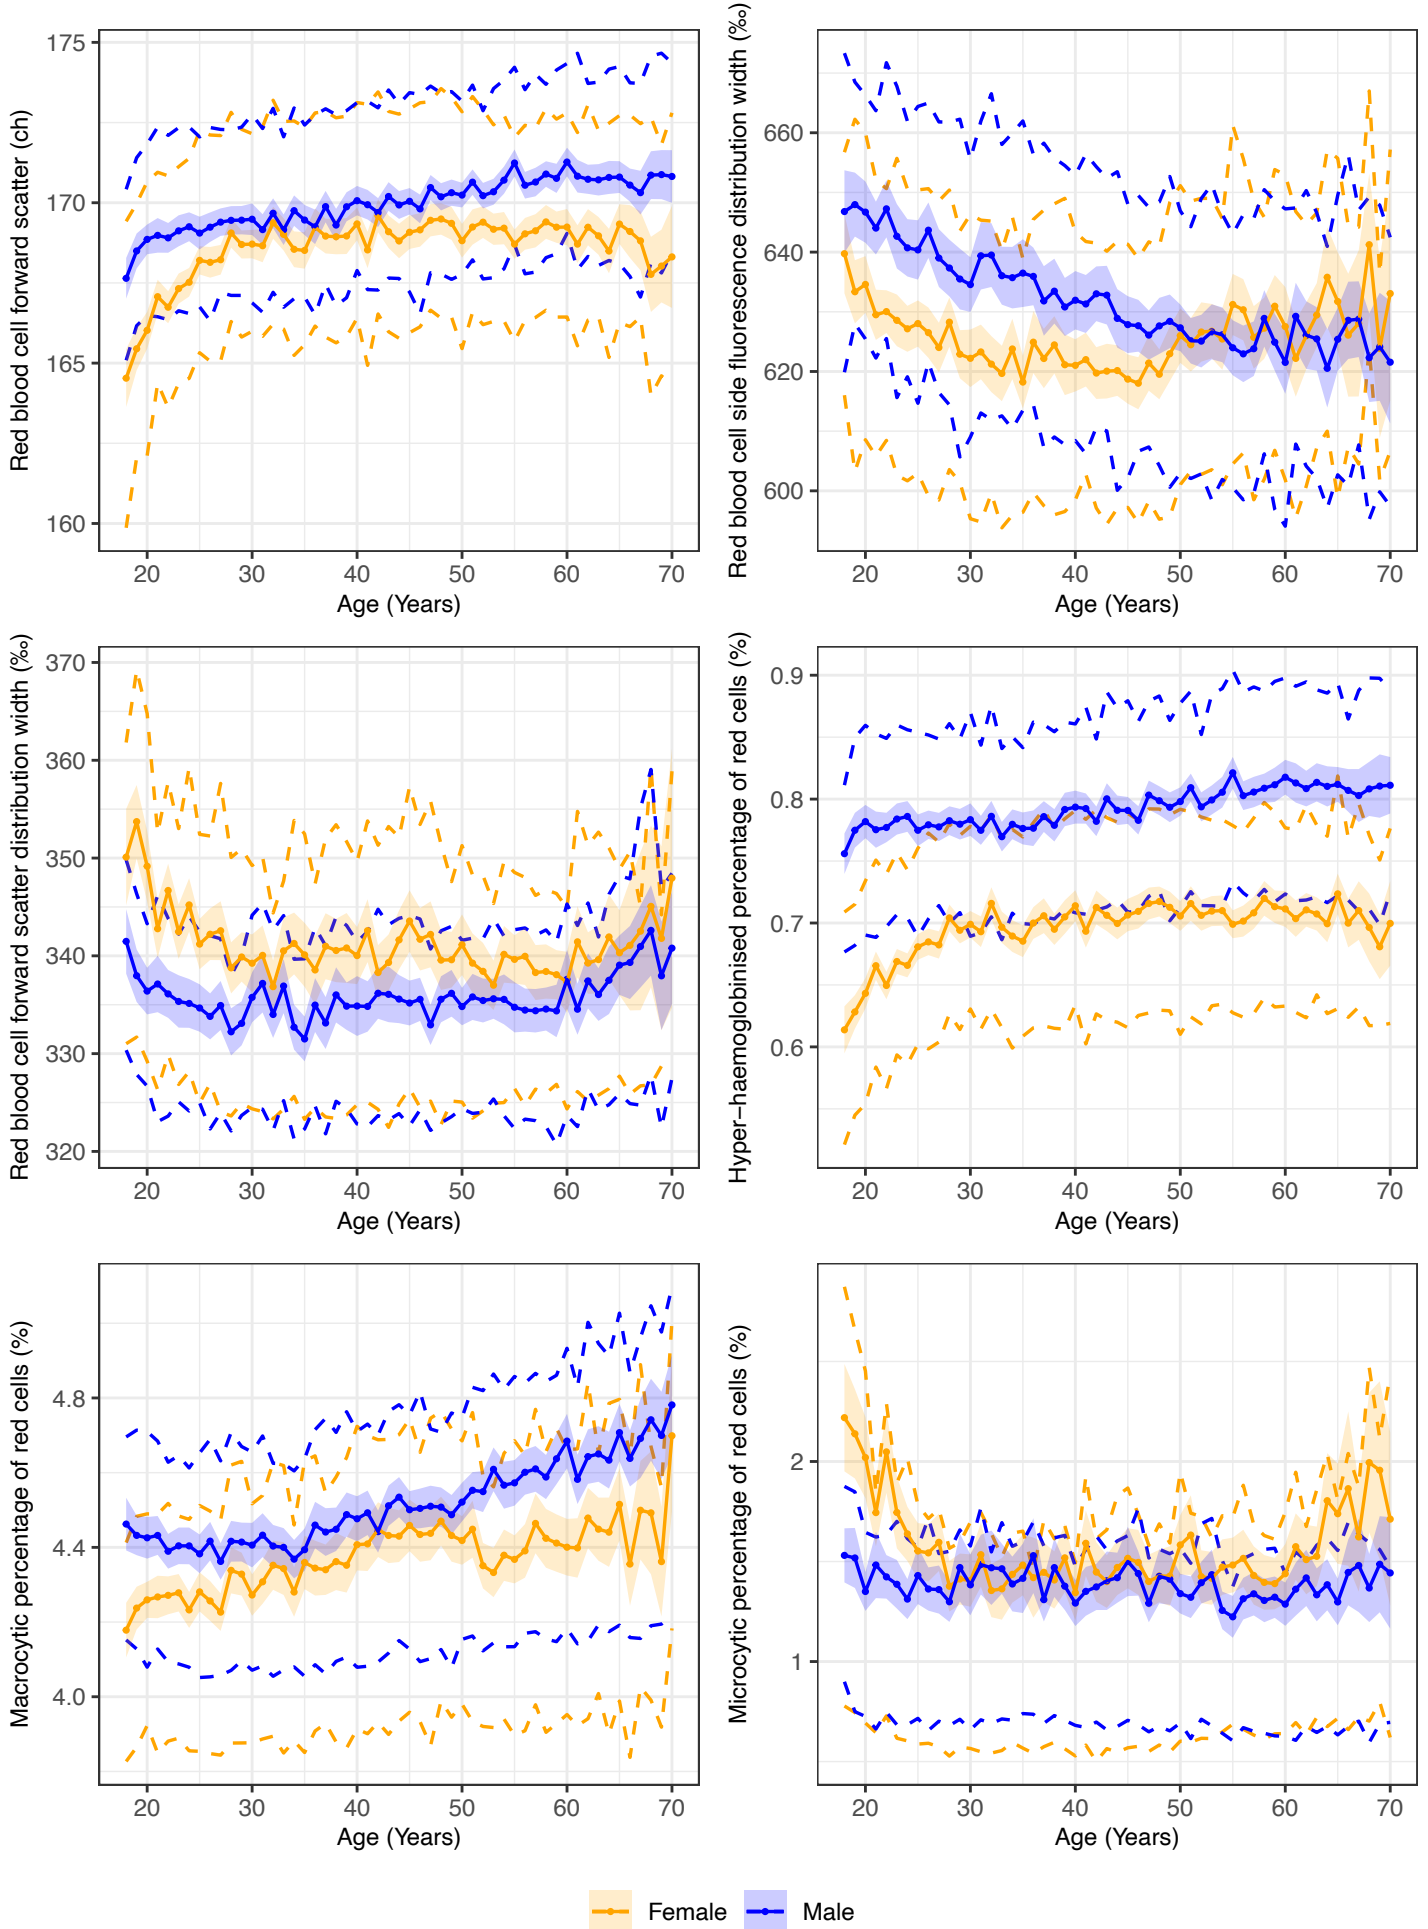 Red blood cell forward scatter (ch)
175
170
165
160
20 30 40 50 60 70
Age (Years)
Red blood cell side fluorescence distribution width (‰)
660
640
620
600
20 30 40 50 60 70
Age (Years)
Red blood cell forward scatter distribution width (‰)
370
360
350
340
330
320
20 30 40 50 60 70
Age (Years)
Hyper−haemoglobinised percentage of red cells (%)
0.9
0.8
0.7
0.6
20 30 40 50 60 70
Age (Years)
Macrocytic percentage of red cells (%)
4.8
4.4
4.0
20 30 40 50 60 70
Age (Years)
Microcytic percentage of red cells (%)
2
1
20 30 40 50 60 70
Age (Years)
Female Male